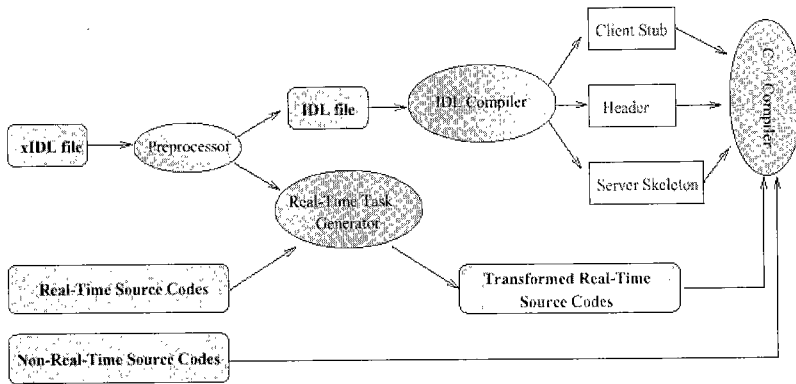 Client Stub
IDL file
IDL Compiler
Header
C++ Compiler
xIDL file
Preprocessor
Server Skeleton
Real-Time Task
Generator
Real-Time Source Codes
Transformed Real-Time
Source Codes
Non-Real-Time Source Codes